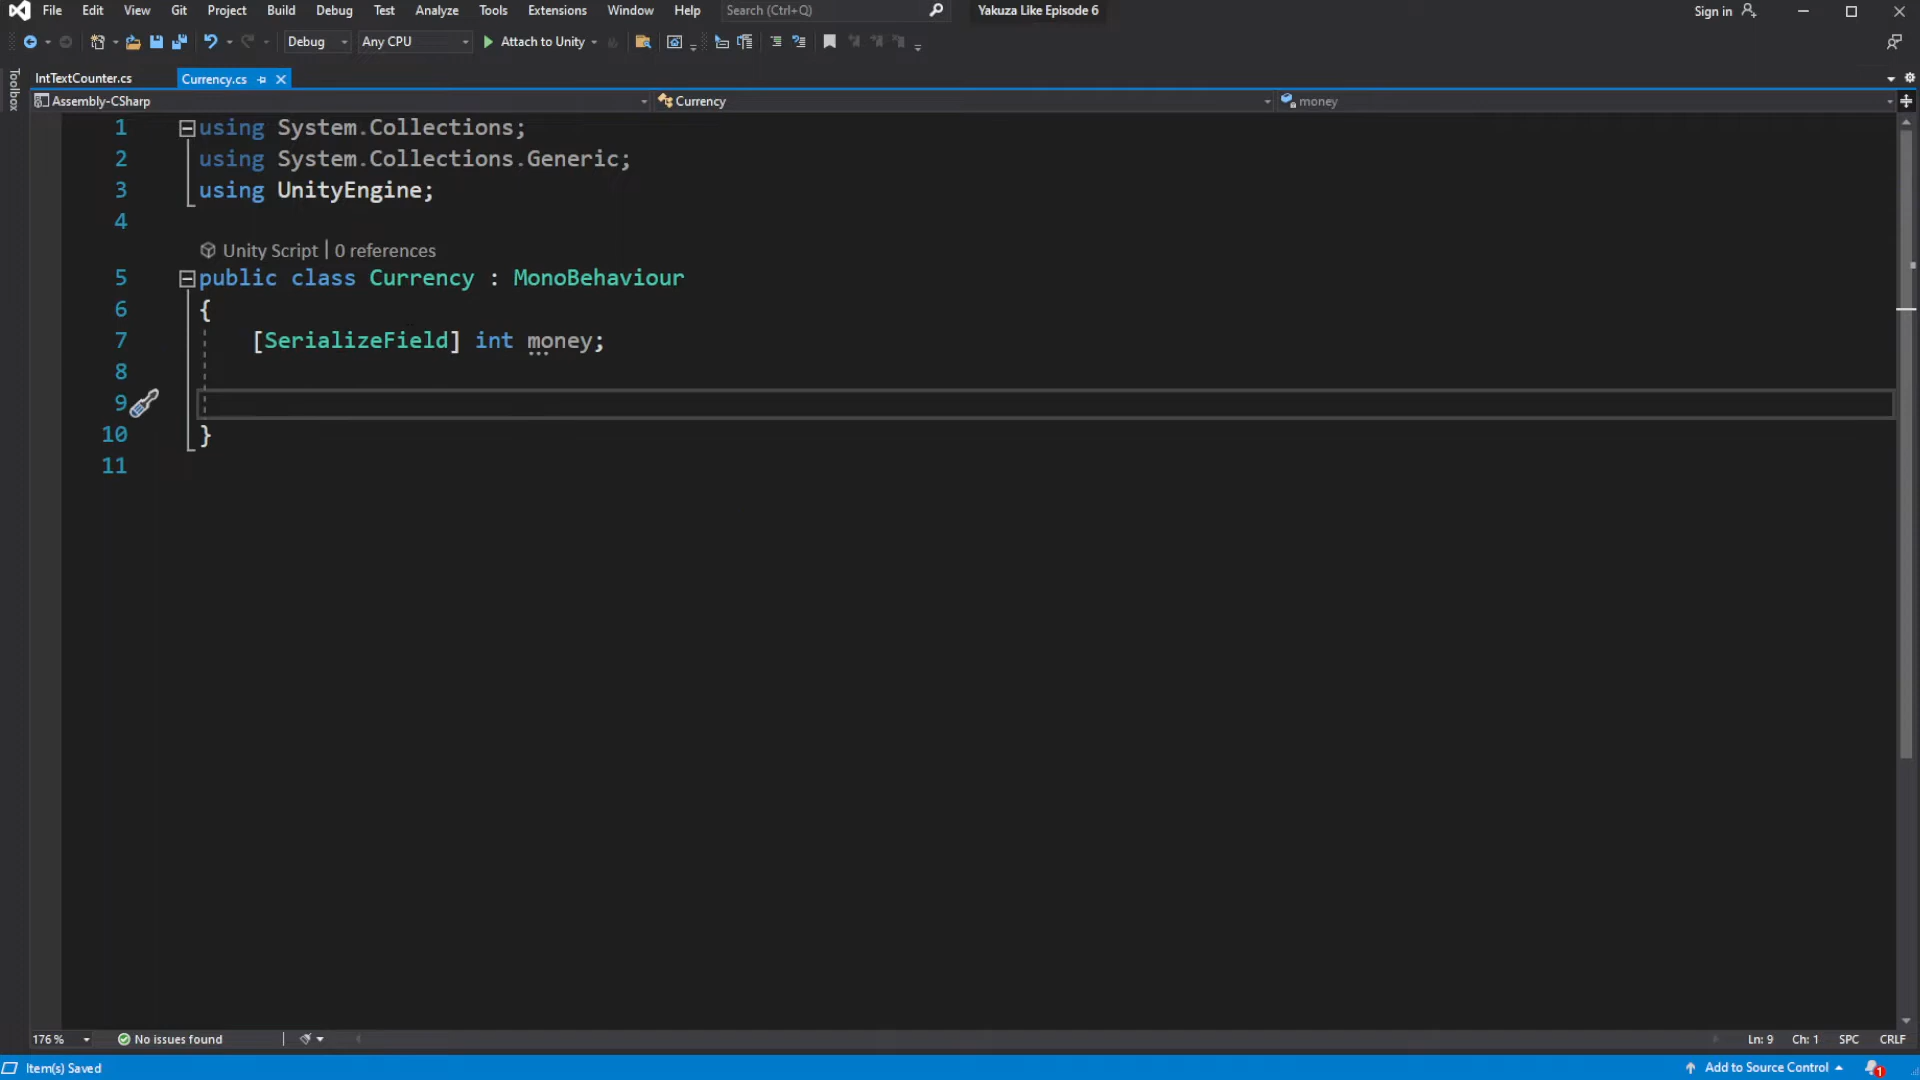 File Edit View Git Project Build Debug Test Analyze Tools Extensions Window Help Search (Ctrl+Q) Yakuza Like Episode 6 Sign in
Debug Any CPU Attach to Unity
Toolbox
IntTextCounter.cs Currency.cs
Assembly-CSharp Currency money
1 using System.Collections;
2 using System.Collections.Generic;
3 using UnityEngine;
4
Unity Script | 0 references
5 public class Currency : MonoBehaviour
6 {
7 [SerializeField] int money;
8
9
10 }
11
176 % No issues found Ln: 9 Ch: 1 SPC CRLF
Item(s) Saved Add to Source Control 1